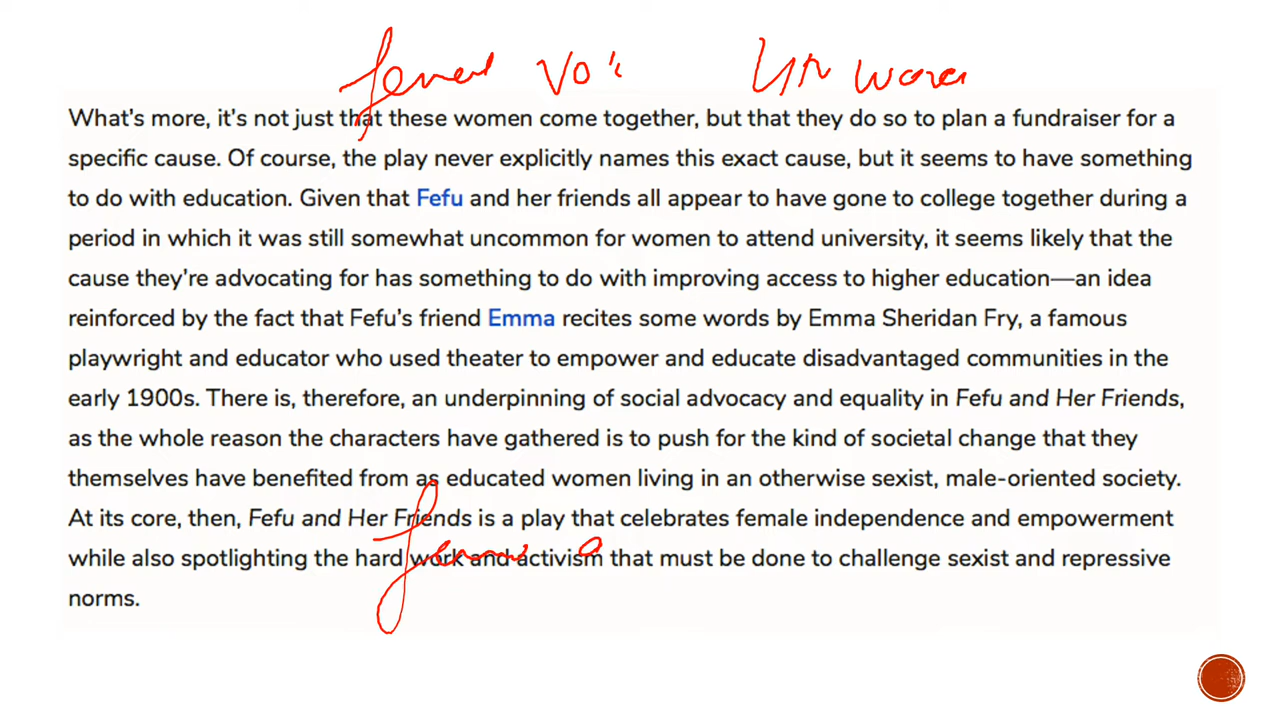 What's more, it's not just that these women come together, but that they do so to plan a fundraiser for a
specific cause. Of course, the play never explicitly names this exact cause, but it seems to have something
to do with education. Given that Fefu and her friends all appear to have gone to college together during a
period in which it was still somewhat uncommon for women to attend university, it seems likely that the
cause they're advocating for has something to do with improving access to higher education—an idea
reinforced by the fact that Fefu's friend Emma recites some words by Emma Sheridan Fry, a famous
playwright and educator who used theater to empower and educate disadvantaged communities in the
early 1900s. There is, therefore, an underpinning of social advocacy and equality in Fefu and Her Friends,
as the whole reason the characters have gathered is to push for the kind of societal change that they
themselves have benefited from as educated women living in an otherwise sexist, male-oriented society.
At its core, then, Fefu and Her Friends is a play that celebrates female independence and empowerment
while also spotlighting the hard work and activism that must be done to challenge sexist and repressive
norms.